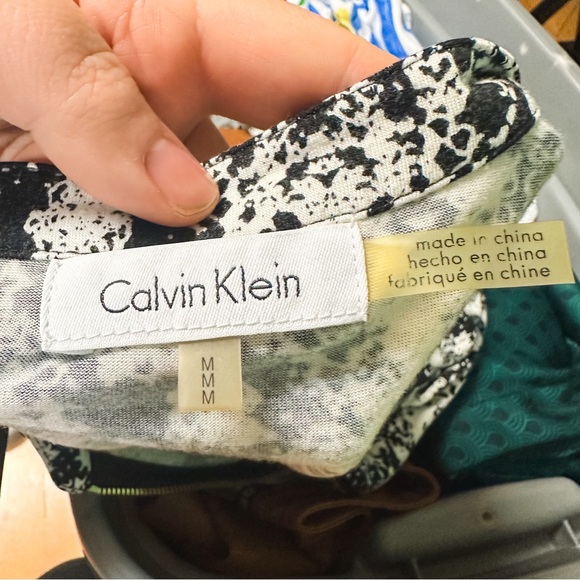 Calvin Klein
made in china
hecho en china
fabriqué en chine
M
M
M